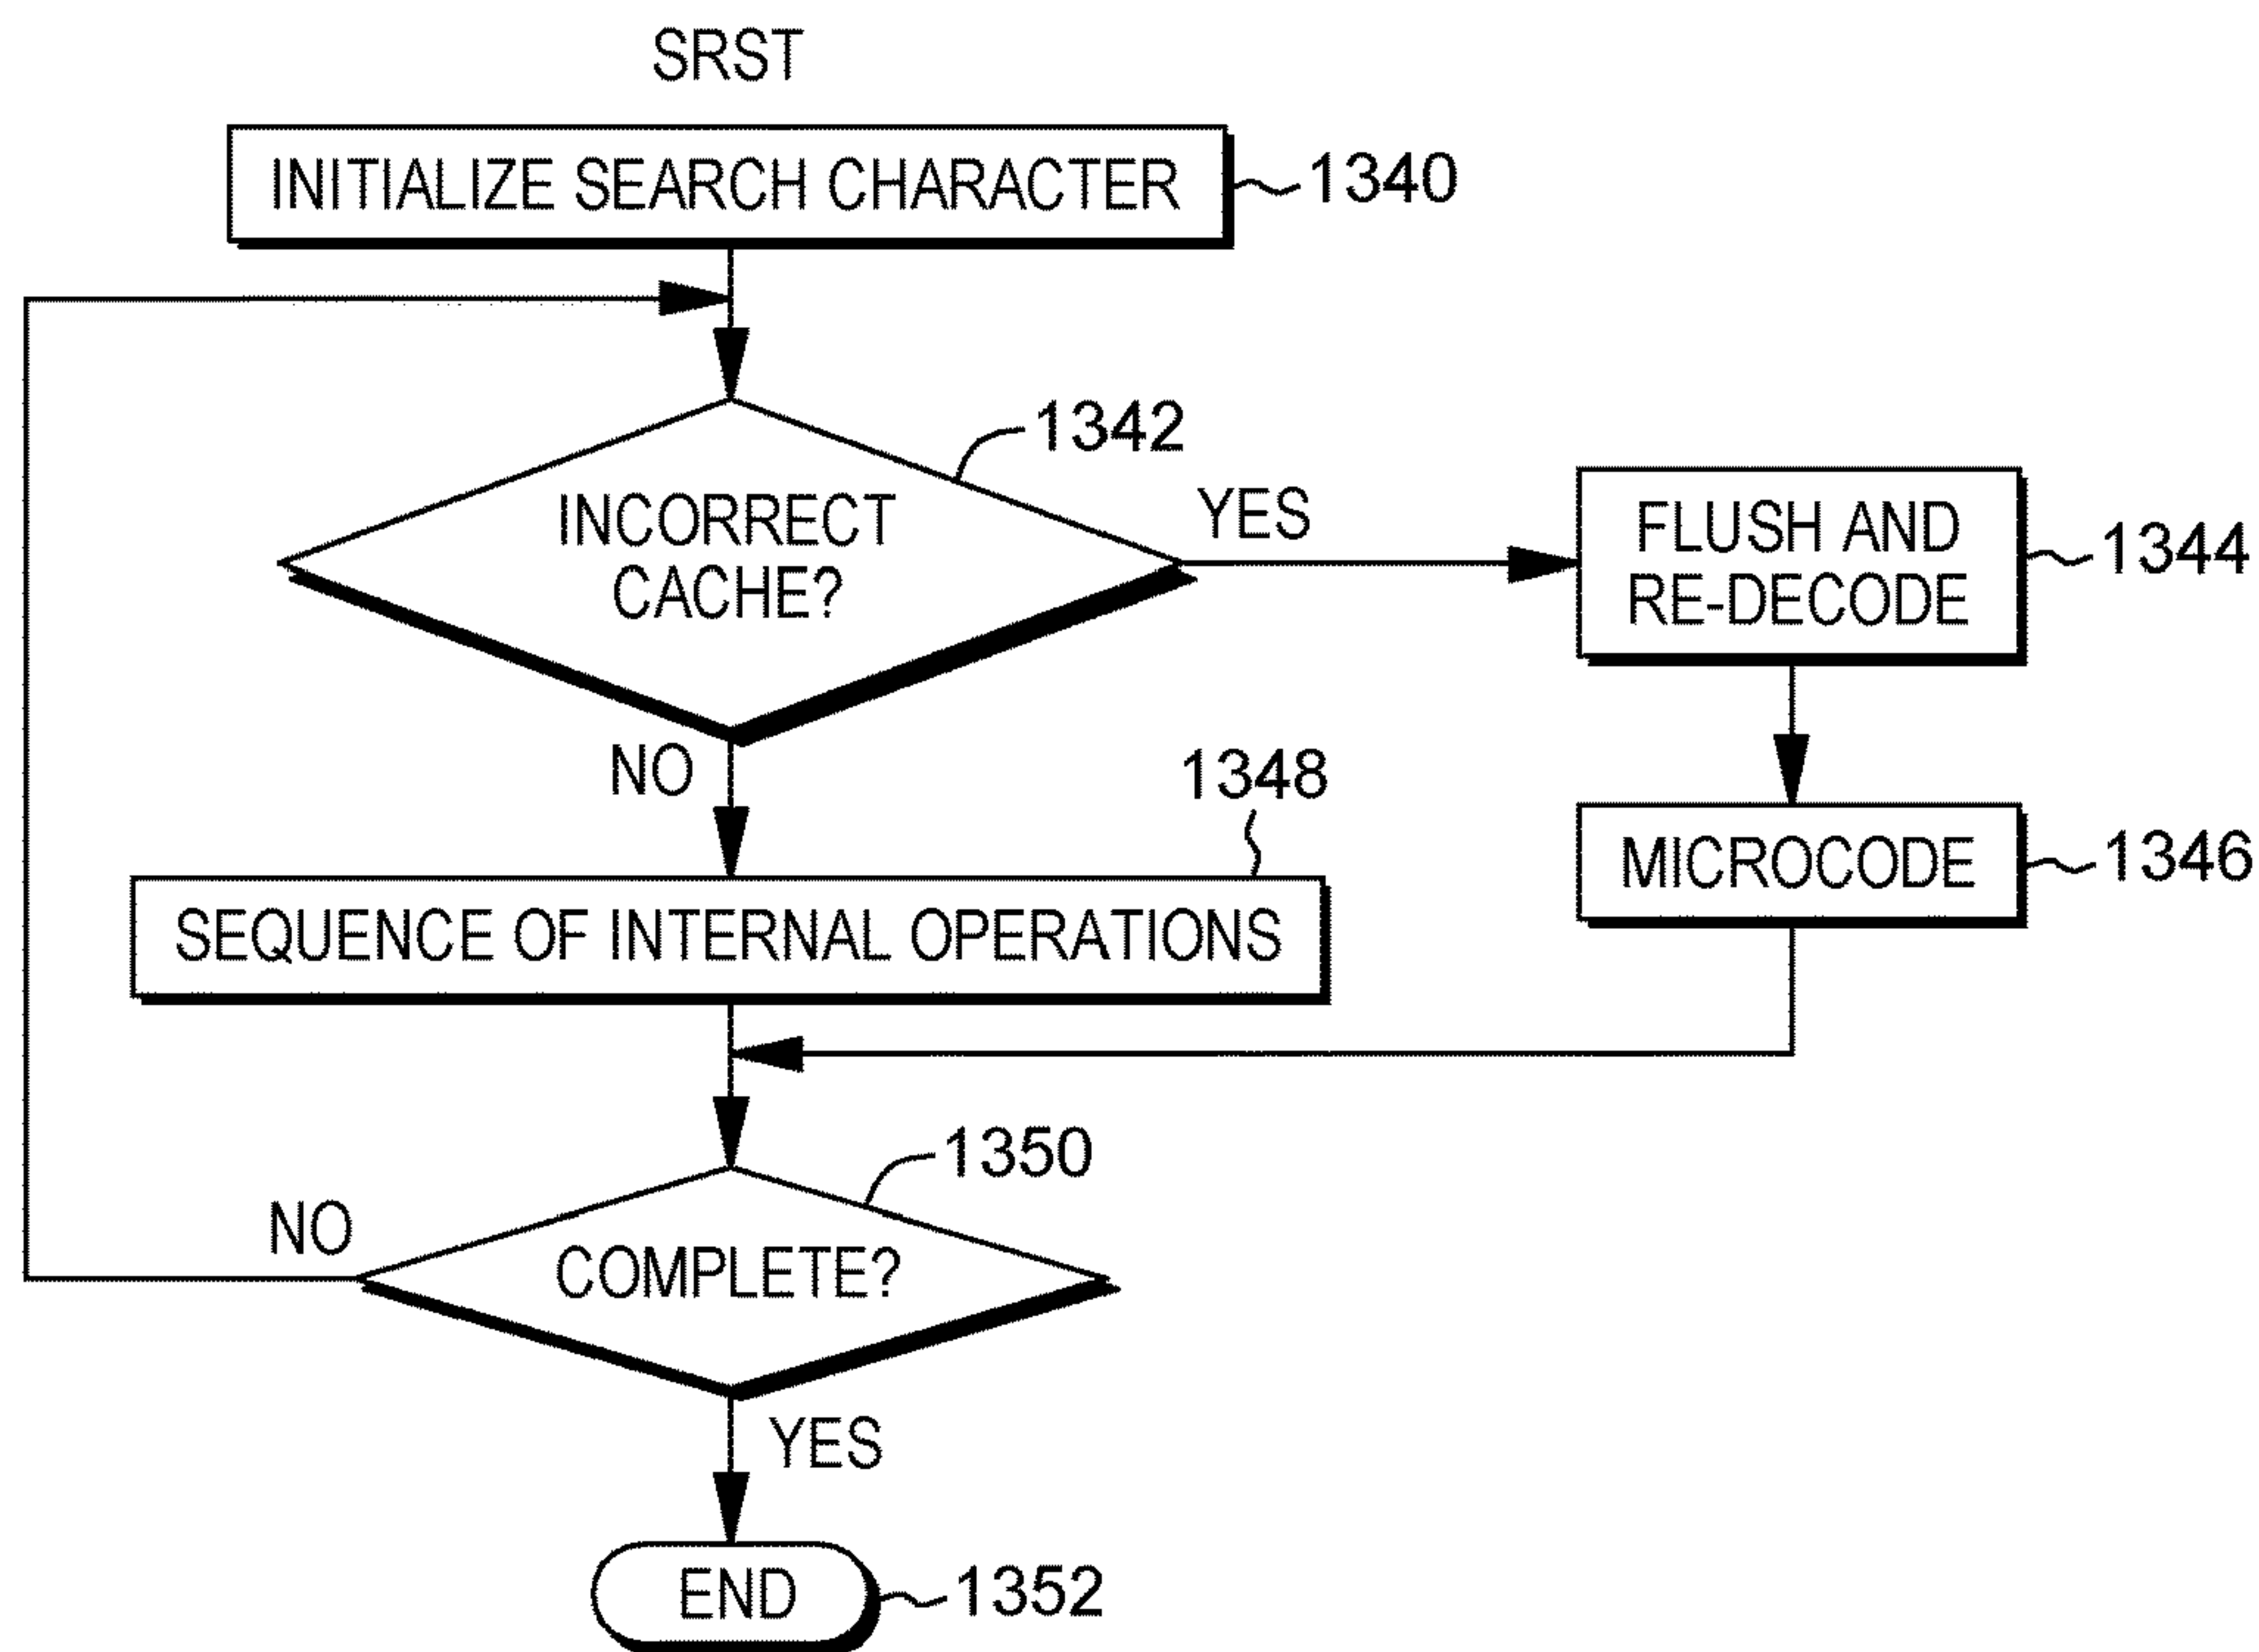 SRST
INITIALIZE SEARCH CHARACTER
1340
1342
INCORRECT
CACHE?
YES
FLUSH AND
RE-DECODE
1344
NO
1348
MICROCODE
1346
SEQUENCE OF INTERNAL OPERATIONS
1350
NO
COMPLETE?
YES
END
1352